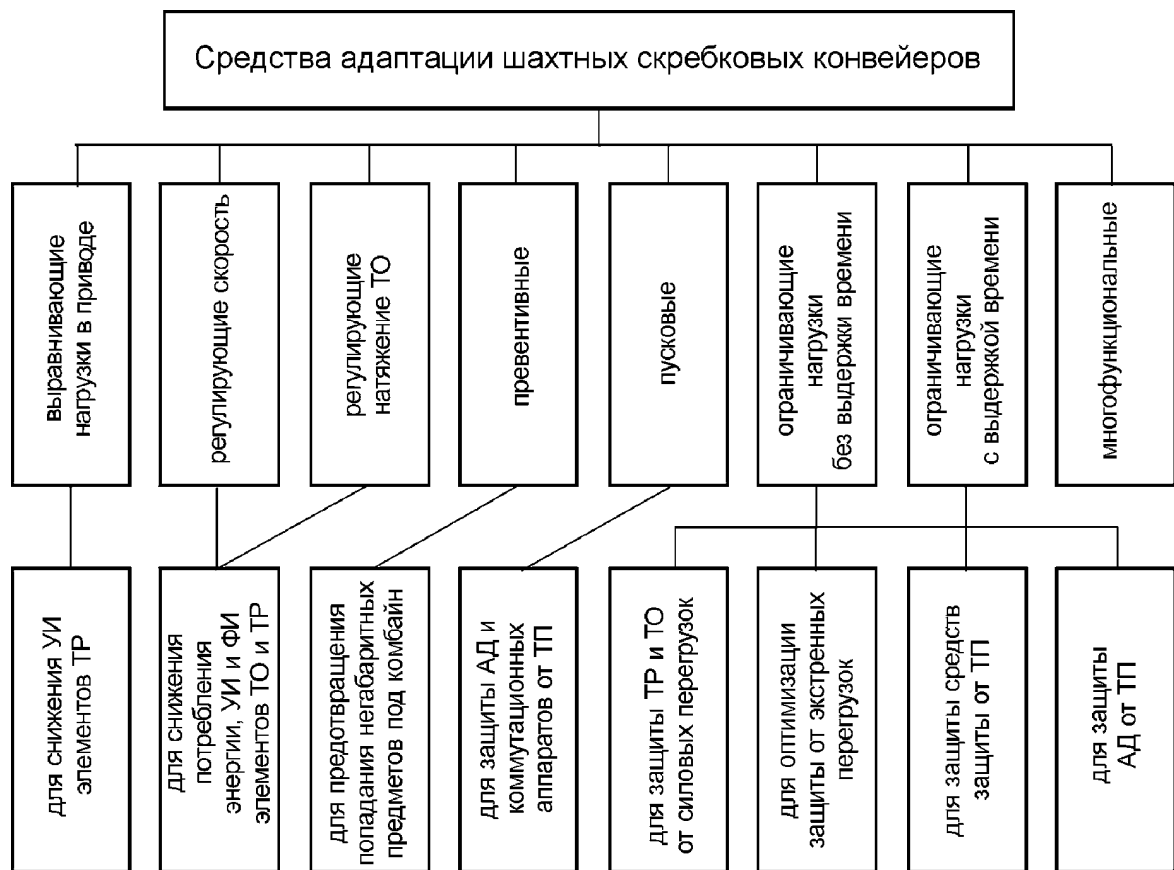 Средства адаптации шахтных скребковых конвейеров
выравнивающие
нагрузки в приводе
регулирующие скорость
регулирующие
натяжение ТО
превентивные
пусковые
ограничивающие
нагрузки
без выдержки времени
ограничивающие
нагрузки
с выдержкой времени
многофункциональные
для снижения УИ
элементов ТР
для снижения
потребления
энергии, УИ и ФИ
элементов ТО и ТР
для предотвращения
попадания негабаритных
предметов под комбайн
для защиты АД и
коммутационных
аппаратов от ТП
для защиты ТР и ТО
от силовых перегрузок
для оптимизации
защиты от экстренных
перегрузок
для защиты средств
защиты от ТП
для защиты
АД от ТП